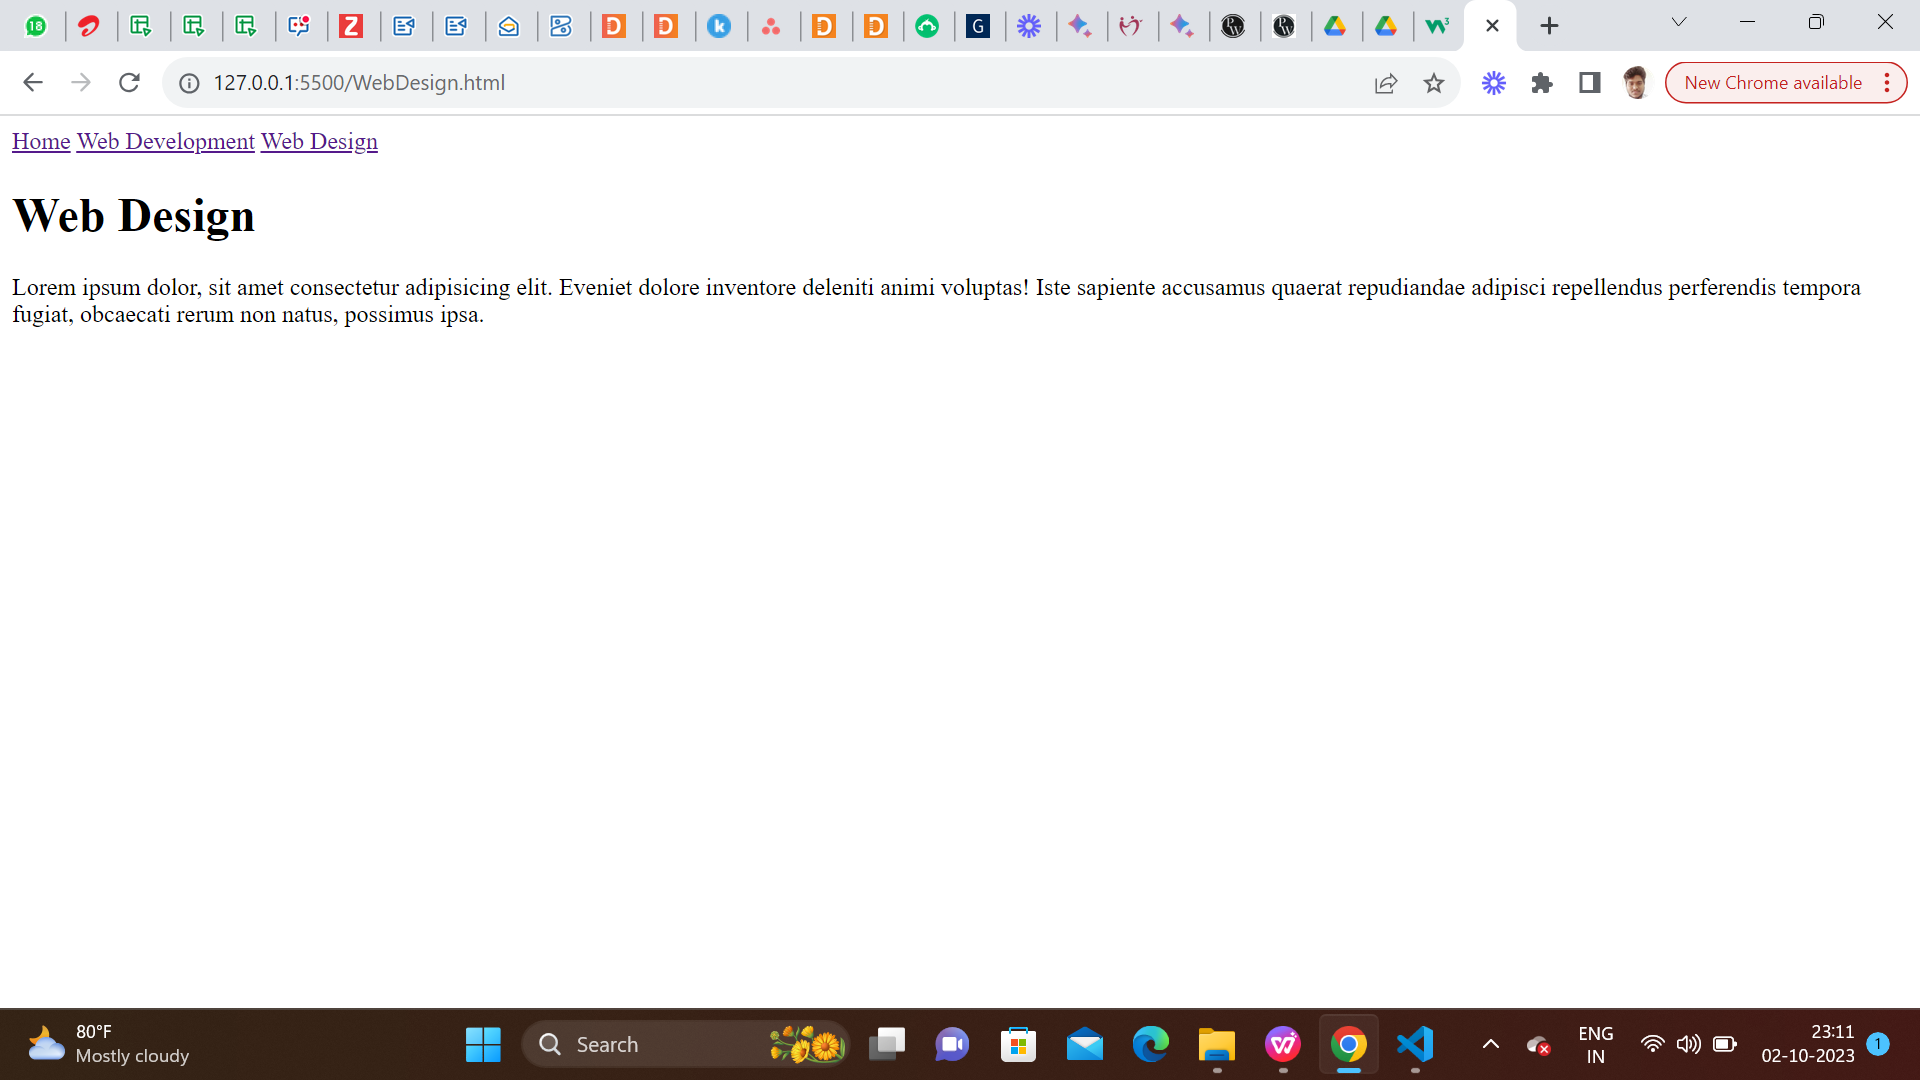 18
Z
D
D
k
D
D
G
PW
PW
W3
127.0.0.1:5500/WebDesign.html
New Chrome available
Home Web Development Web Design
Web Design
Lorem ipsum dolor, sit amet consectetur adipisicing elit. Eveniet dolore inventore deleniti animi voluptas! Iste sapiente accusamus quaerat repudiandae adipisci repellendus perferendis tempora
fugiat, obcaecati rerum non natus, possimus ipsa.
80°F
Mostly cloudy
Search
ENG
IN
23:11
02-10-2023
1